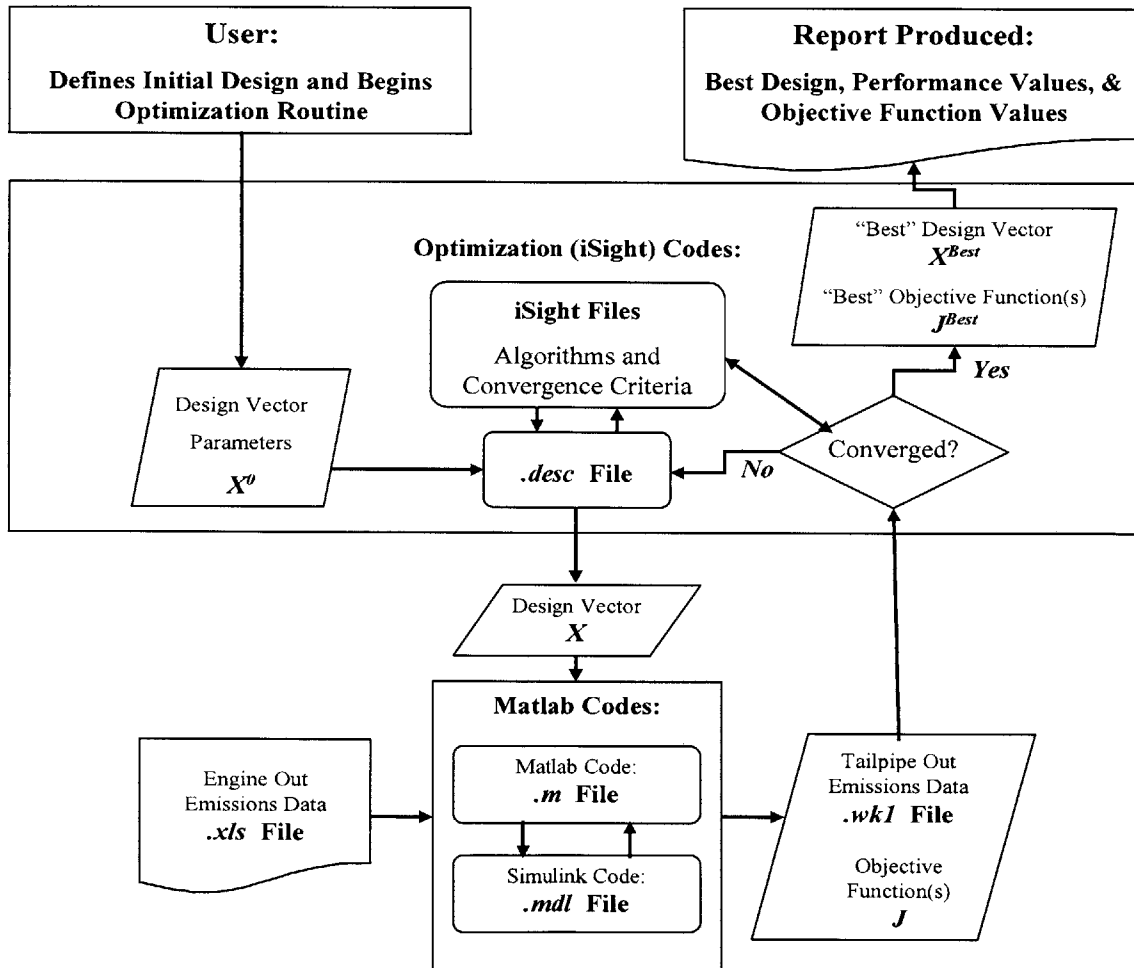 User:
Defines Initial Design and Begins
Optimization Routine
Report Produced:
Best Design, Performance Values, &
Objective Function Values
Optimization (iSight) Codes:
iSight Files
Algorithms and
Convergence Criteria
"Best" Design Vector
X^Best
"Best" Objective Function(s)
J^Best
Yes
Design Vector
Parameters
X^0
.desc File
No
Converged?
Design Vector
X
Matlab Codes:
Engine Out
Emissions Data
.xls File
Matlab Code:
.m File
Simulink Code:
.mdl File
Tailpipe Out
Emissions Data
.wk1 File
Objective
Function(s)
J